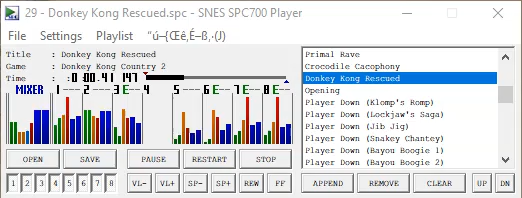 29 - Donkey Kong Rescued.spc - SNES SPC700 Player
File Settings Playlist “ú–{Œê‚É–ß‚·(J)
Title : Donkey Kong Rescued
Game : Donkey Kong Country 2
Time : :0:00.41 147
MIXER 1 --- 2 --- 3 E-- 4 5 --- 6 E-- 7 E-- 8 E--
OPEN SAVE PAUSE RESTART STOP
1 2 3 4 5 6 7 8 VL- VL+ SP- SP+ REW FF
Primal Rave
Crocodile Cacophony
Donkey Kong Rescued
Opening
Player Down (Klomp's Romp)
Player Down (Lockjaw's Saga)
Player Down (Jib Jig)
Player Down (Snakey Chantey)
Player Down (Bayou Boogie 1)
Player Down (Bayou Boogie 2)
APPEND REMOVE CLEAR UP DN